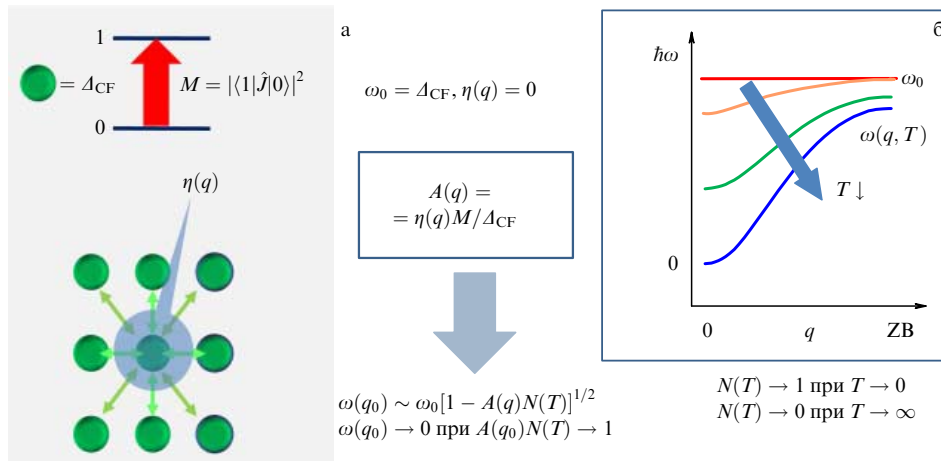 а
1
= Δ_CF
M = |⟨1|Ĵ|0⟩|²
0
η(q)
ω₀ = Δ_CF, η(q) = 0
A(q) =
= η(q)M/Δ_CF
ω(q₀) ∼ ω₀[1 − A(q)N(T)]^{1/2}
ω(q₀) → 0 при A(q₀)N(T) → 1
б
ħω
ω₀
ω(q, T)
T ↓
0
0 q ZB
N(T) → 1 при T → 0
N(T) → 0 при T → ∞